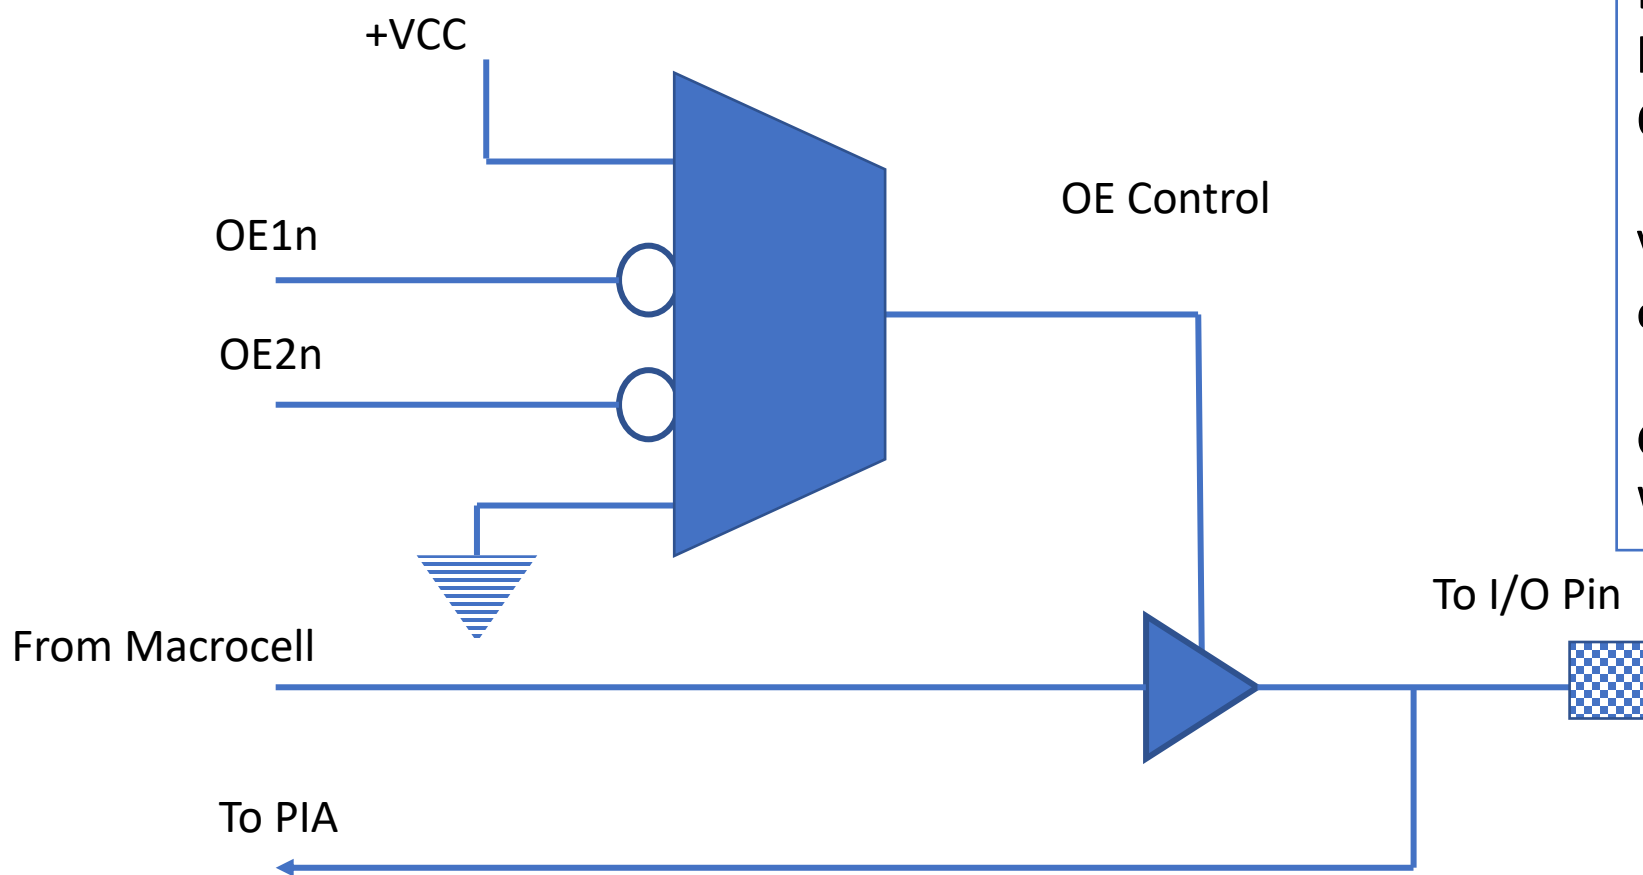 +VCC
OE1n
OE Control
OE2n
To I/O Pin
From Macrocell
To PIA